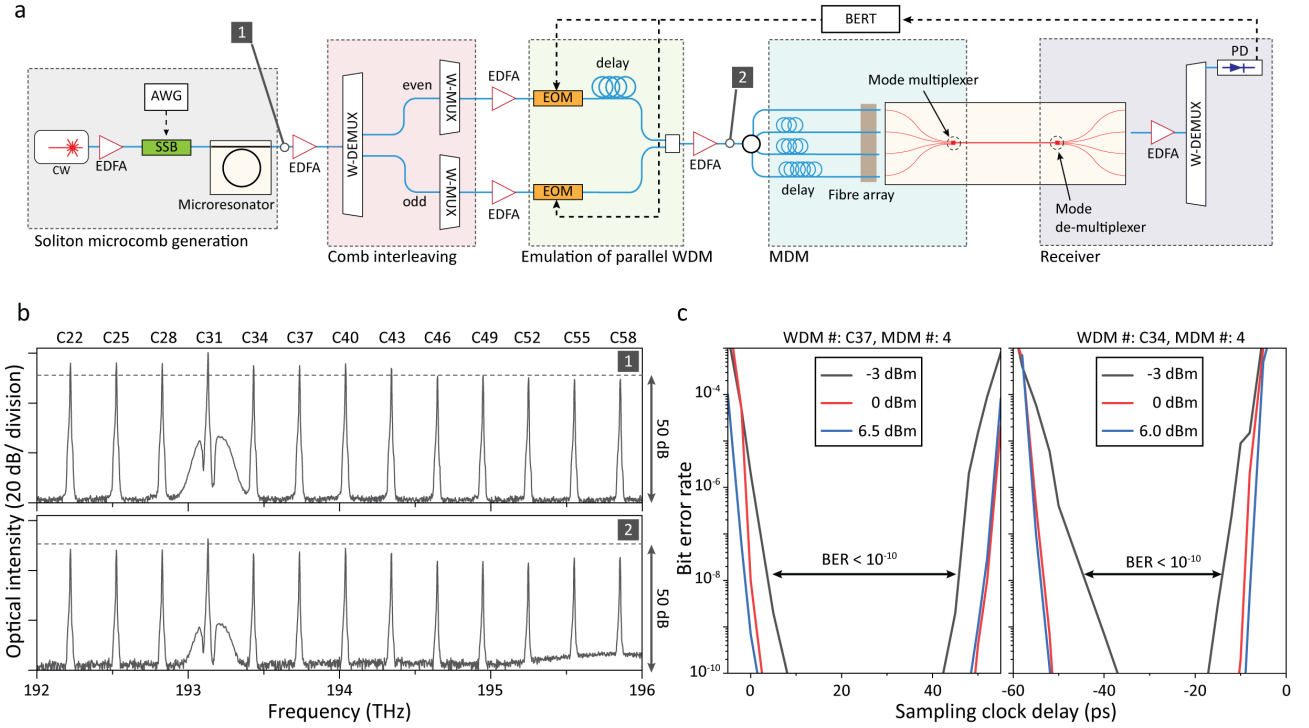 a
BERT
1
AWG
CW
EDFA
SSB
Microresonator
Soliton microcomb generation
EDFA
W-DEMUX
even
odd
W-MUX
W-MUX
Comb interleaving
EDFA
EDFA
EOM
delay
EOM
Emulation of parallel WDM
EDFA
2
delay
Fibre array
MDM
Mode multiplexer
Mode
de-multiplexer
EDFA
W-DEMUX
PD
Receiver
b
C22 C25 C28 C31 C34 C37 C40 C43 C46 C49 C52 C55 C58
1
50 dB
2
50 dB
Optical intensity (20 dB/ division)
192 193 194 195 196
Frequency (THz)
c
WDM #: C37, MDM #: 4
WDM #: C34, MDM #: 4
-3 dBm
0 dBm
6.5 dBm
-3 dBm
0 dBm
6.0 dBm
BER < 10⁻¹⁰
BER < 10⁻¹⁰
Bit error rate
10⁻⁴
10⁻⁶
10⁻⁸
10⁻¹⁰
0 20 40 -60 -40 -20 0
Sampling clock delay (ps)